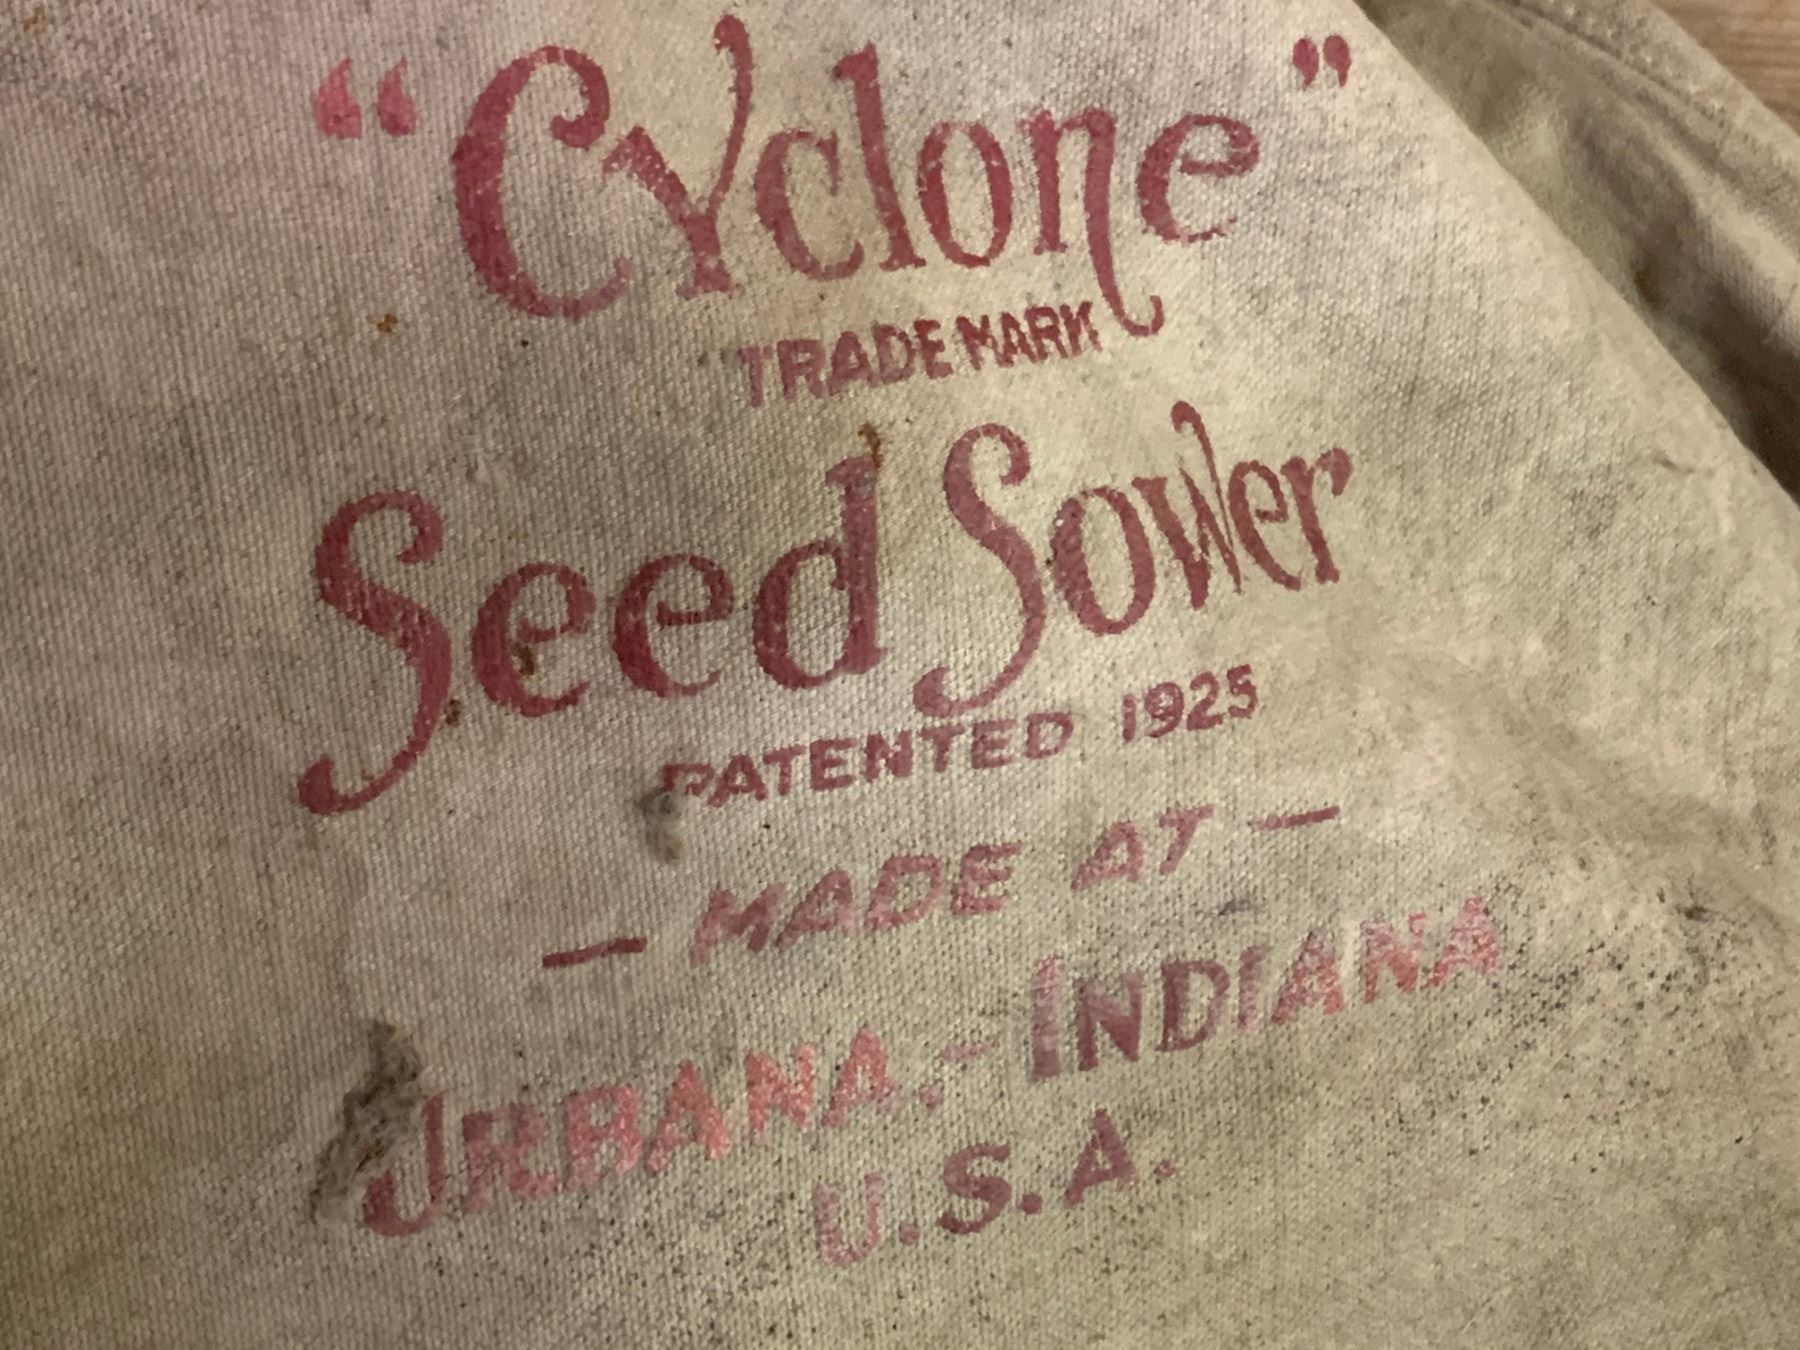 “Cyclone”
TRADE MARK
Seed Sower
PATENTED 1925
— MADE AT —
URBANA.- INDIANA
U.S.A.